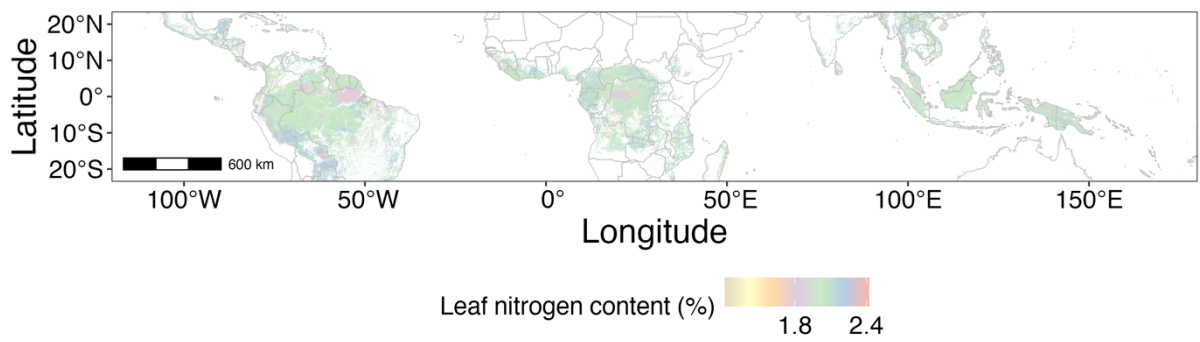 20°N
10°N
0°
10°S
20°S
Latitude
600 km
100°W 50°W 0° 50°E 100°E 150°E
Longitude
Leaf nitrogen content (%)
1.8 2.4